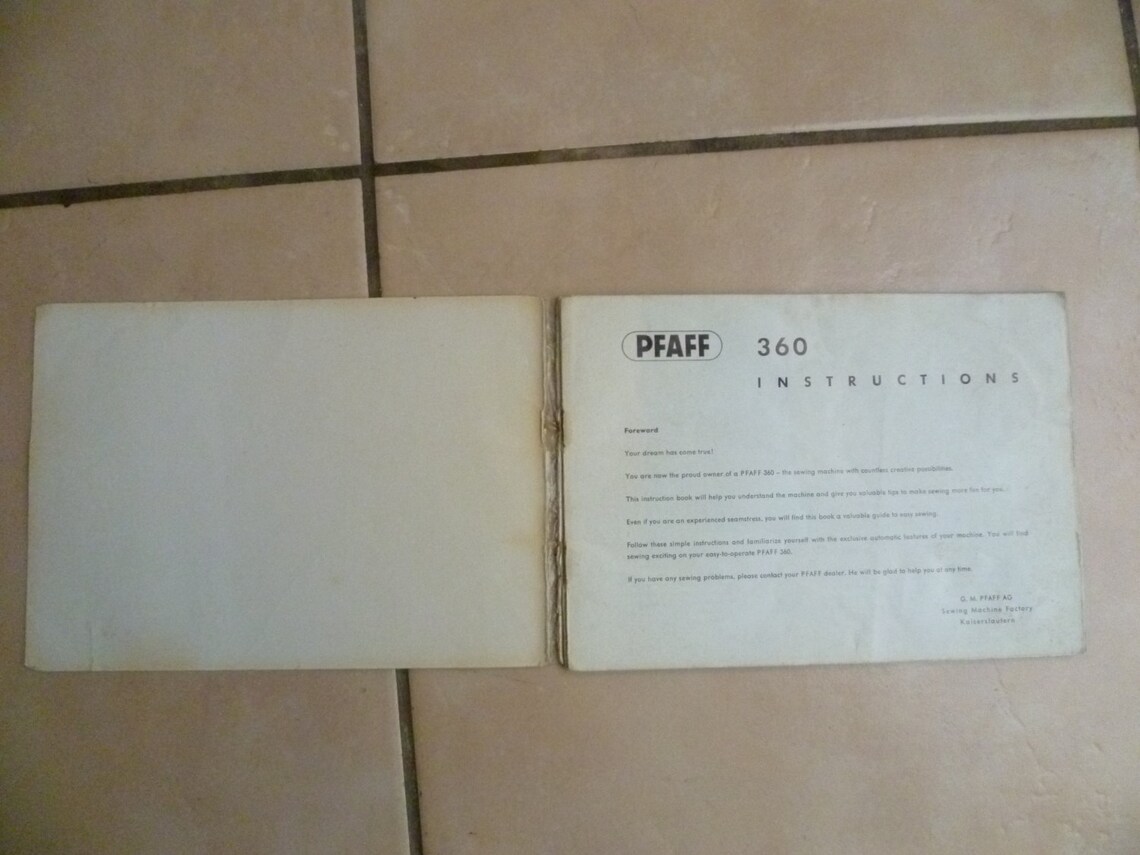 PFAFF 360
INSTRUCTIONS
Foreword
Your dream has come true!
You are now the proud owner of a PFAFF 360 – the sewing machine with countless creative possibilities.
This instruction book will help you understand the machine and give you valuable tips to make sewing more fun for you.
Even if you are an experienced seamstress, you will find this book a valuable guide to easy sewing.
Follow these simple instructions and familiarize yourself with the exclusive automatic features of your machine. You will find
sewing exciting on your easy-to-operate PFAFF 360.
If you have any sewing problems, please contact your PFAFF dealer. He will be glad to help you at any time.
G. M. PFAFF AG
Sewing Machine Factory
Kaiserslautern